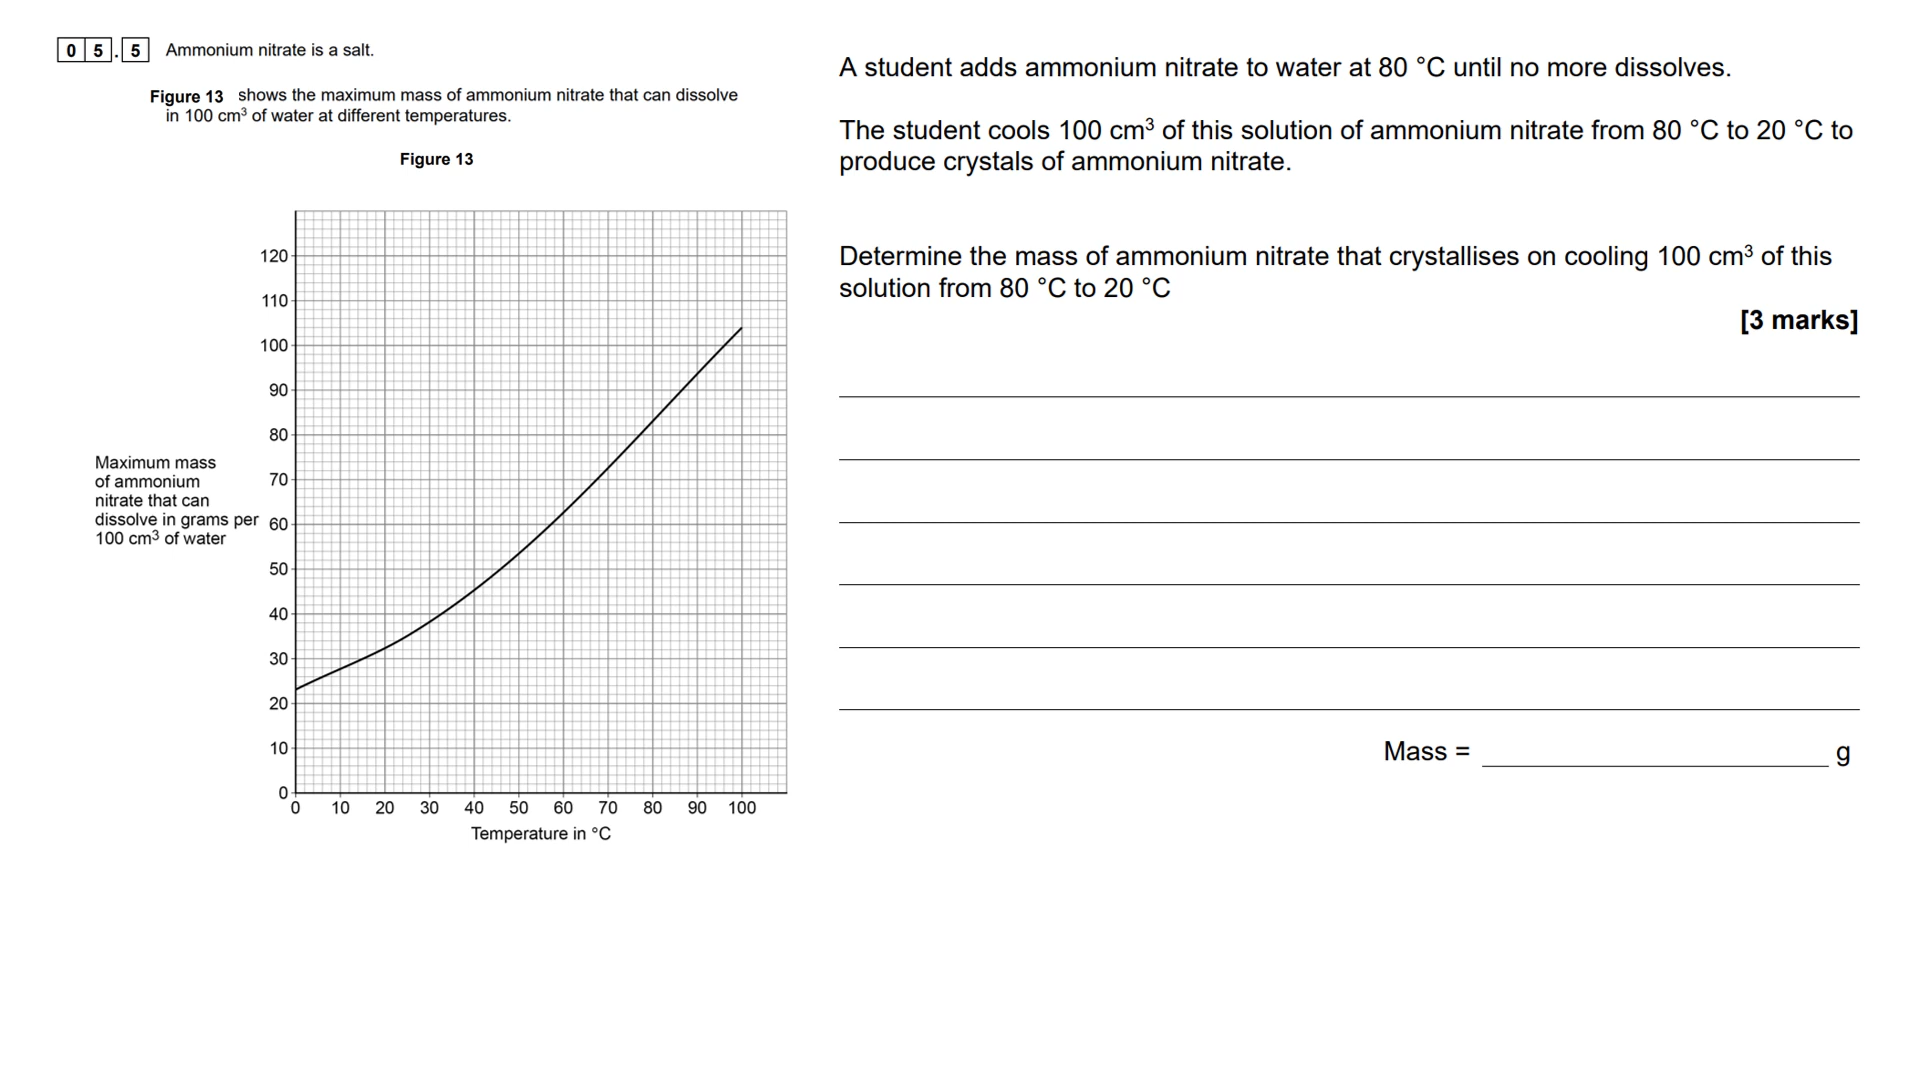 0 5 . 5 Ammonium nitrate is a salt.
Figure 13 shows the maximum mass of ammonium nitrate that can dissolve
in 100 cm³ of water at different temperatures.
Figure 13
120
110
100
90
80
70
60
50
40
30
20
10
0
Maximum mass
of ammonium
nitrate that can
dissolve in grams per
100 cm³ of water
0 10 20 30 40 50 60 70 80 90 100
Temperature in °C
A student adds ammonium nitrate to water at 80 °C until no more dissolves.
The student cools 100 cm³ of this solution of ammonium nitrate from 80 °C to 20 °C to
produce crystals of ammonium nitrate.
Determine the mass of ammonium nitrate that crystallises on cooling 100 cm³ of this
solution from 80 °C to 20 °C
[3 marks]
Mass = g